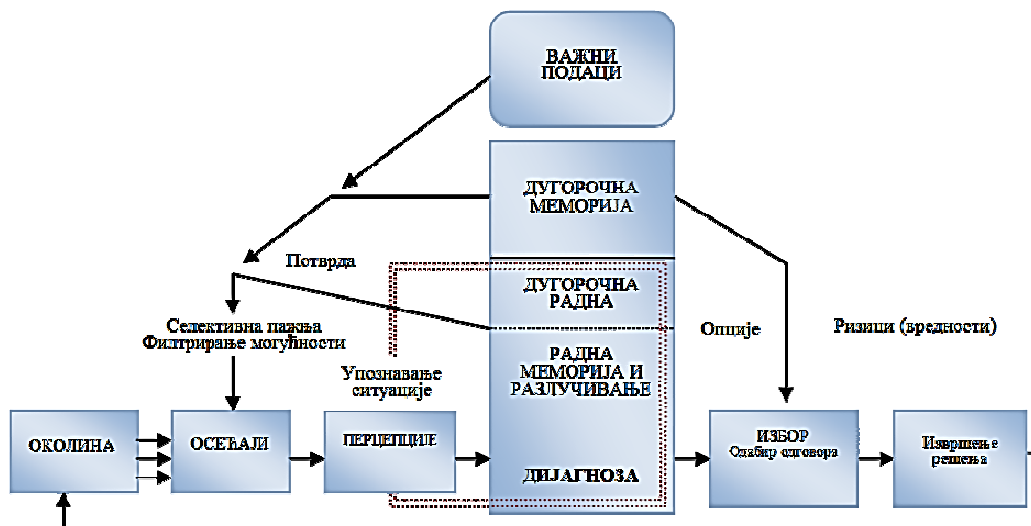 ВАЖНИ
ПОДАЦИ
ДУГОРОЧНА
МЕМОРИЈА
Потврда
ДУГОРОЧНА
РАДНА
Селективна пажња
Филтрирање могућности
Опције
Ризици (вредности)
РАДНА
МЕМОРИЈА И
РАЗЛУЧИВАЊЕ
Упознавање
ситуације
ОКОЛИНА
ОСЕЋАЈИ
ПЕРЦЕПЦИЈЕ
ДИЈАГНОЗА
ИЗБОР
Одабир одговора
Извршење
решења